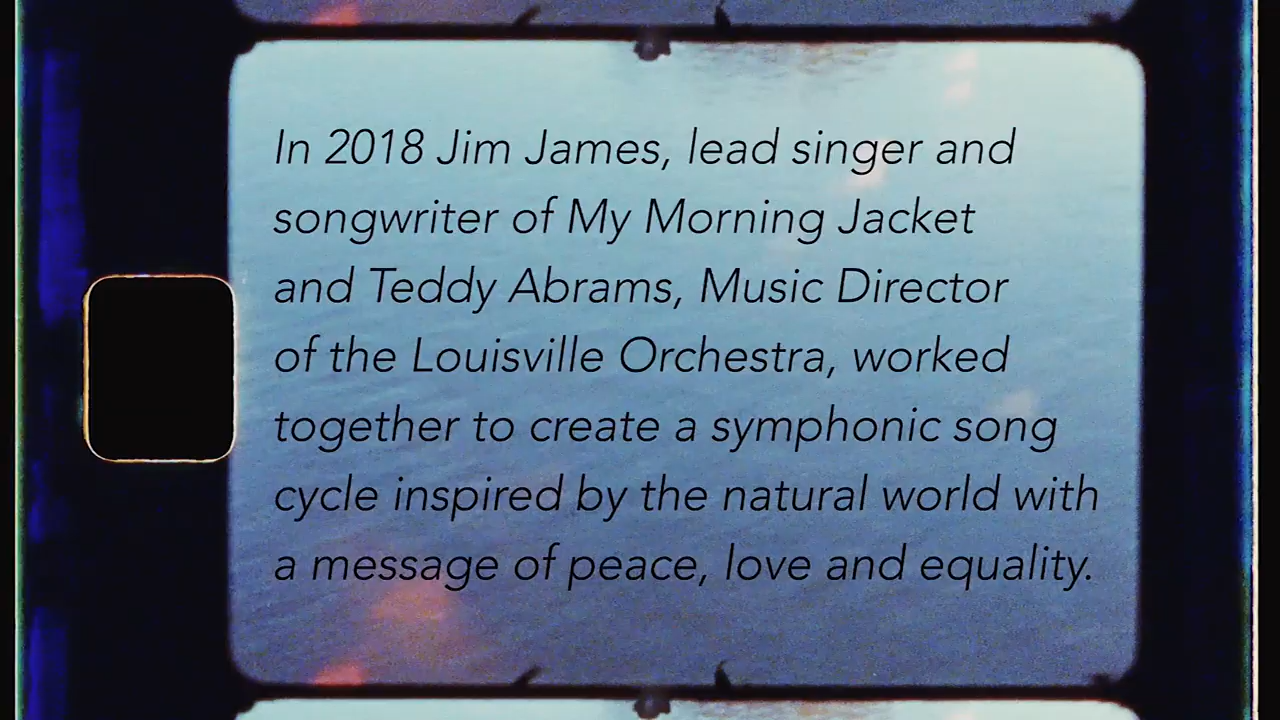 In 2018 Jim James, lead singer and
songwriter of My Morning Jacket
and Teddy Abrams, Music Director
of the Louisville Orchestra, worked
together to create a symphonic song
cycle inspired by the natural world with
a message of peace, love and equality.